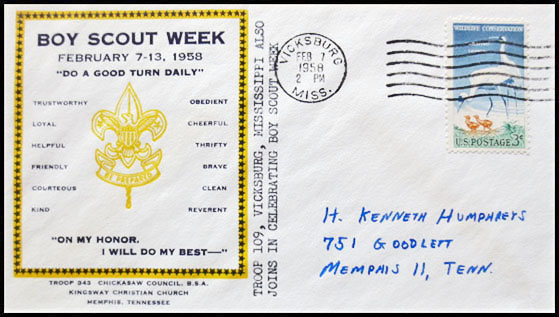 BOY SCOUT WEEK
FEBRUARY 7-13, 1958
"DO A GOOD TURN DAILY"
TRUSTWORTHY OBEDIENT
LOYAL CHEERFUL
HELPFUL THRIFTY
FRIENDLY BRAVE
COURTEOUS CLEAN
KIND REVERENT
BE PREPARED
"ON MY HONOR.
I WILL DO MY BEST—"
TROOP 343 CHICKASAW COUNCIL, B.S.A.
KINGSWAY CHRISTIAN CHURCH
MEMPHIS, TENNESSEE
TROOP 109, VICKSBURG, MISSISSIPPI ALSO
JOINS IN CELEBRATING BOY SCOUT WEEK
VICKSBURG
FEB 7
1958
2 PM
MISS.
WILDLIFE CONSERVATION
U.S. POSTAGE 3¢
H. KENNETH HUMPHREYS
751 GOODLETT
MEMPHIS 11, TENN.